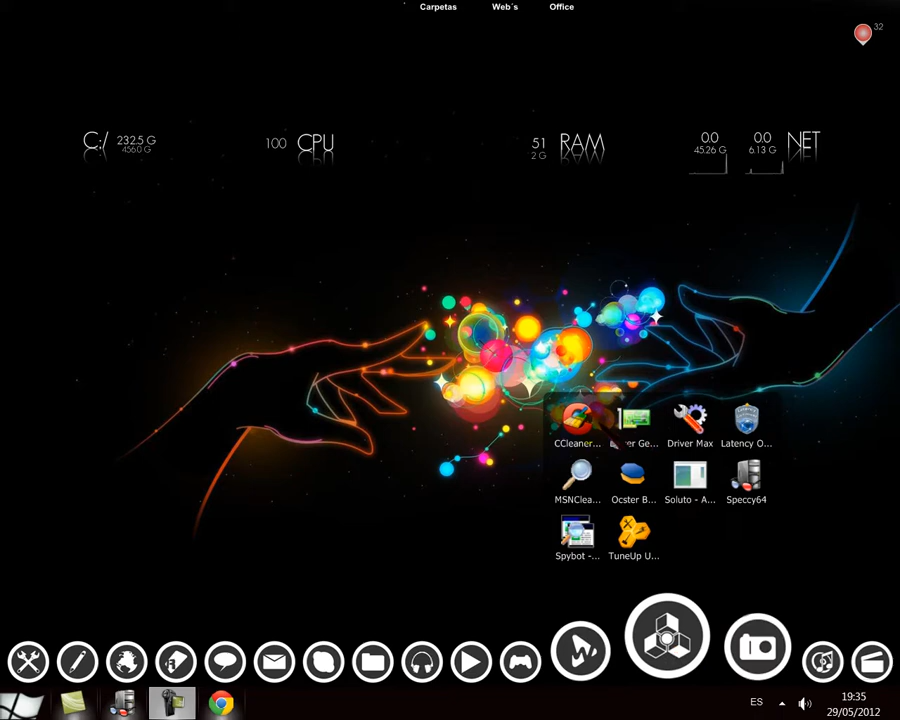 Carpetas Web´s Office
32
C:/ 232.5 G 456.0 G
100 CPU
51 2 G RAM
0.0 45.26 G 0.0 6.13 G NET
CCleaner... Driver Max Latency O...
MSNClea... Ocster B... Soluto - A... Speccy64
Spybot -... TuneUp U...
ES 19:35
29/05/2012